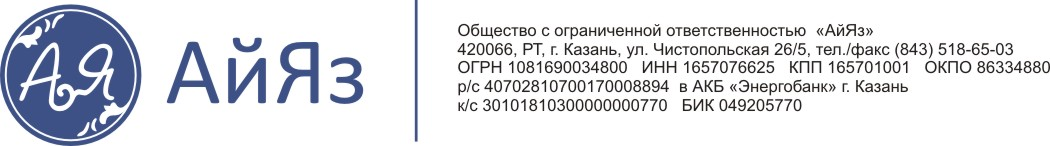 АЯ
АйЯз
Общество с ограниченной ответственностью «АйЯз»
420066, РТ, г. Казань, ул. Чистопольская 26/5, тел./факс (843) 518-65-03
ОГРН 1081690034800 ИНН 1657076625 КПП 165701001 ОКПО 86334880
р/с 40702810700170008894 в АКБ «Энергобанк» г. Казань
к/с 30101810300000000770 БИК 049205770